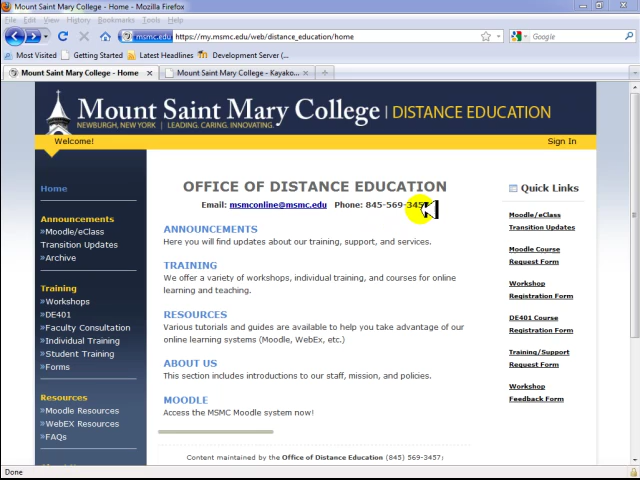 Mount Saint Mary College - Home - Mozilla Firefox
File Edit View History Bookmarks Tools Help
msmc.edu https://my.msmc.edu/web/distance_education/home
Google
Most Visited Getting Started Latest Headlines Development Server (...
Mount Saint Mary College - Home
Mount Saint Mary College - Kayako...
Mount Saint Mary College | DISTANCE EDUCATION
NEWBURGH, NEW YORK | LEADING. CARING. INNOVATING.
Welcome!
Sign In
Home
Announcements
»Moodle/eClass
Transition Updates
»Archive
Training
»Workshops
»DE401
»Faculty Consultation
»Individual Training
»Student Training
»Forms
Resources
»Moodle Resources
»WebEX Resources
»FAQs
OFFICE OF DISTANCE EDUCATION
Email: msmconline@msmc.edu Phone: 845-569-3457
ANNOUNCEMENTS
Here you will find updates about our training, support, and services.
TRAINING
We offer a variety of workshops, individual training, and courses for online
learning and teaching.
RESOURCES
Various tutorials and guides are available to help you take advantage of our
online learning systems (Moodle, WebEx, etc.)
ABOUT US
This section includes introductions to our staff, mission, and policies.
MOODLE
Access the MSMC Moodle system now!
Content maintained by the Office of Distance Education (845) 569-3457:
Quick Links
Moodle/eClass
Transition Updates
Moodle Course
Request Form
Workshop
Registration Form
DE401 Course
Registration Form
Training/Support
Request Form
Workshop
Feedback Form
Done